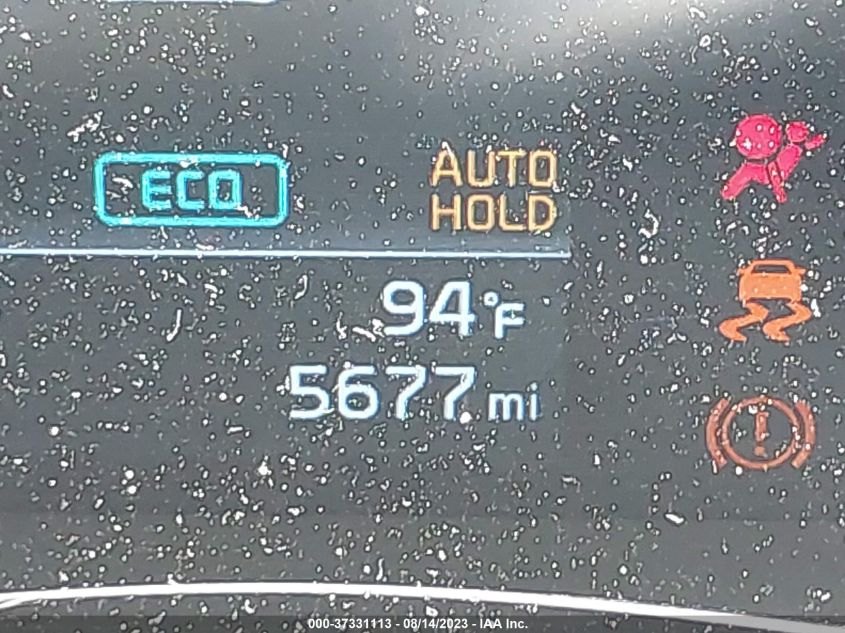 ECO
AUTO
HOLD
94°F
5677 mi
000-37331113 - 08/14/2023 - IAA Inc.